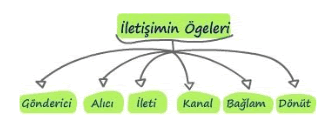 İletişimin Ögeleri
Gönderici Alıcı İleti Kanal Bağlam Dönüt